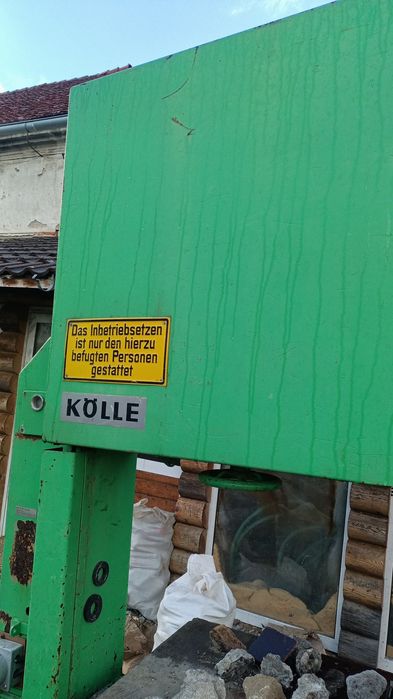 Das Inbetriebsetzen
ist nur den hierzu
befugten Personen
gestattet
KÖLLE